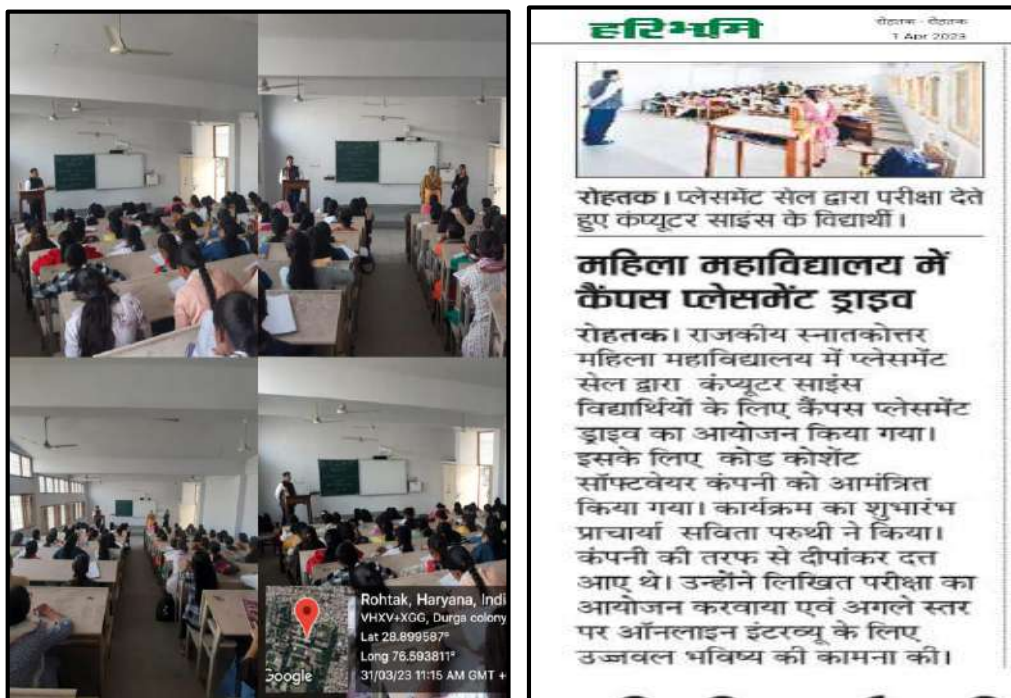 Rohtak, Haryana, Indi
VHXV+XGG, Durga colony
Lat 28.899587°
Long 76.593811°
31/03/23 11:15 AM GMT +
Google
हरिभूमि
रोहतक - रोहतक
1 Apr 2023
रोहतक। प्लेसमेंट सेल द्वारा परीक्षा देते
हुए कंप्यूटर साइंस के विद्यार्थी।
महिला महाविद्यालय में
कैंपस प्लेसमेंट ड्राइव
रोहतक। राजकीय स्नातकोत्तर
महिला महाविद्यालय में प्लेसमेंट
सेल द्वारा कंप्यूटर साइंस
विद्यार्थियों के लिए कैंपस प्लेसमेंट
ड्राइव का आयोजन किया गया।
इसके लिए कोड कोशेंट
सॉफ्टवेयर कंपनी को आमंत्रित
किया गया। कार्यक्रम का शुभारंभ
प्राचार्या सविता परुथी ने किया।
कंपनी की तरफ से दीपांकर दत्त
आए थे। उन्होंने लिखित परीक्षा का
आयोजन करवाया एवं अगले स्तर
पर ऑनलाइन इंटरव्यू के लिए
उज्जवल भविष्य की कामना की।